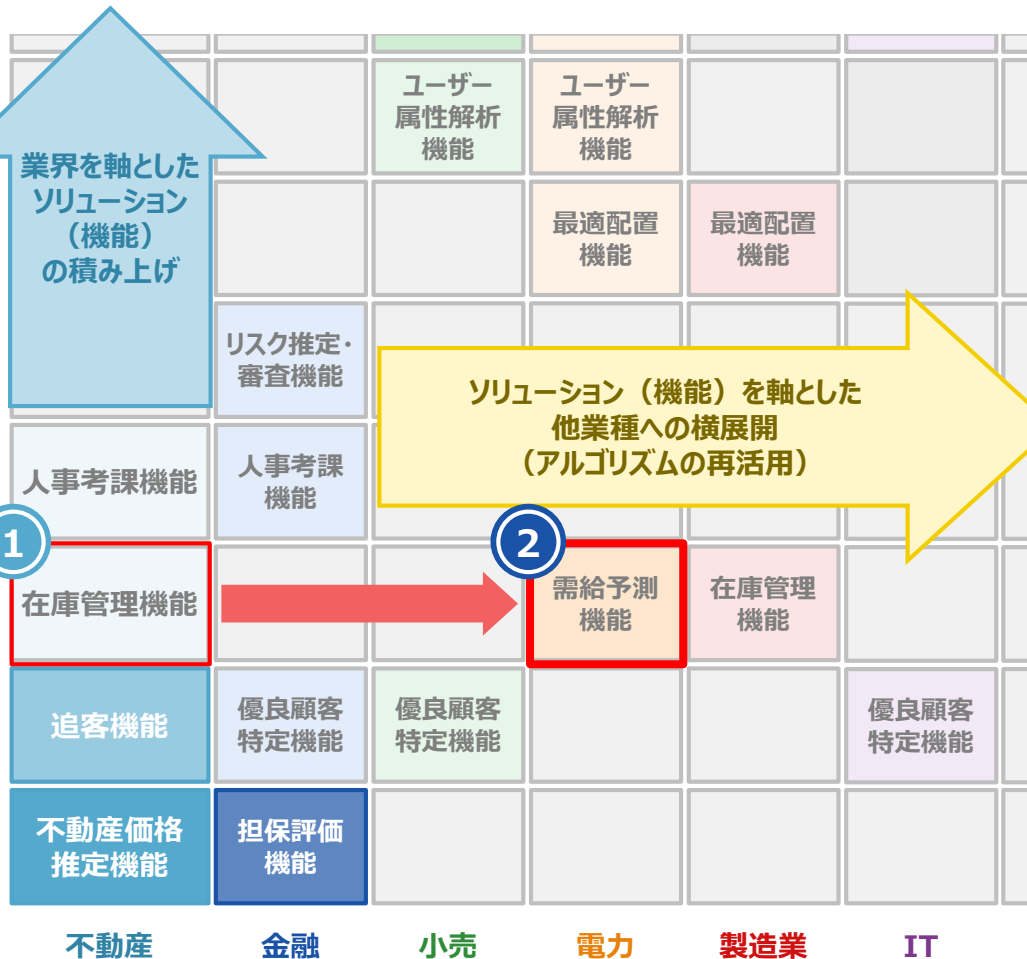 ユーザー
属性解析
機能
ユーザー
属性解析
機能
業界を軸とした
ソリューション
（機能）
の積み上げ
最適配置
機能
最適配置
機能
リスク推定・
審査機能
ソリューション（機能）を軸とした
他業種への横展開
（アルゴリズムの再活用）
人事考課機能
人事考課
機能
1
2
在庫管理機能
需給予測
機能
在庫管理
機能
追客機能
優良顧客
特定機能
優良顧客
特定機能
優良顧客
特定機能
不動産価格
推定機能
担保評価
機能
不動産
金融
小売
電力
製造業
IT